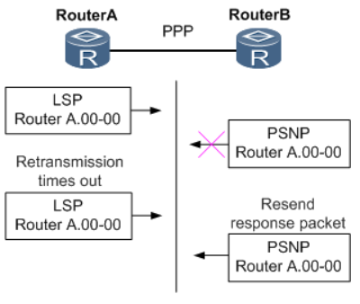 RouterA
RouterB
PPP
R
R
LSP
Router A.00-00
PSNP
Router A.00-00
Retransmission
times out
LSP
Router A.00-00
Resend
response packet
PSNP
Router A.00-00